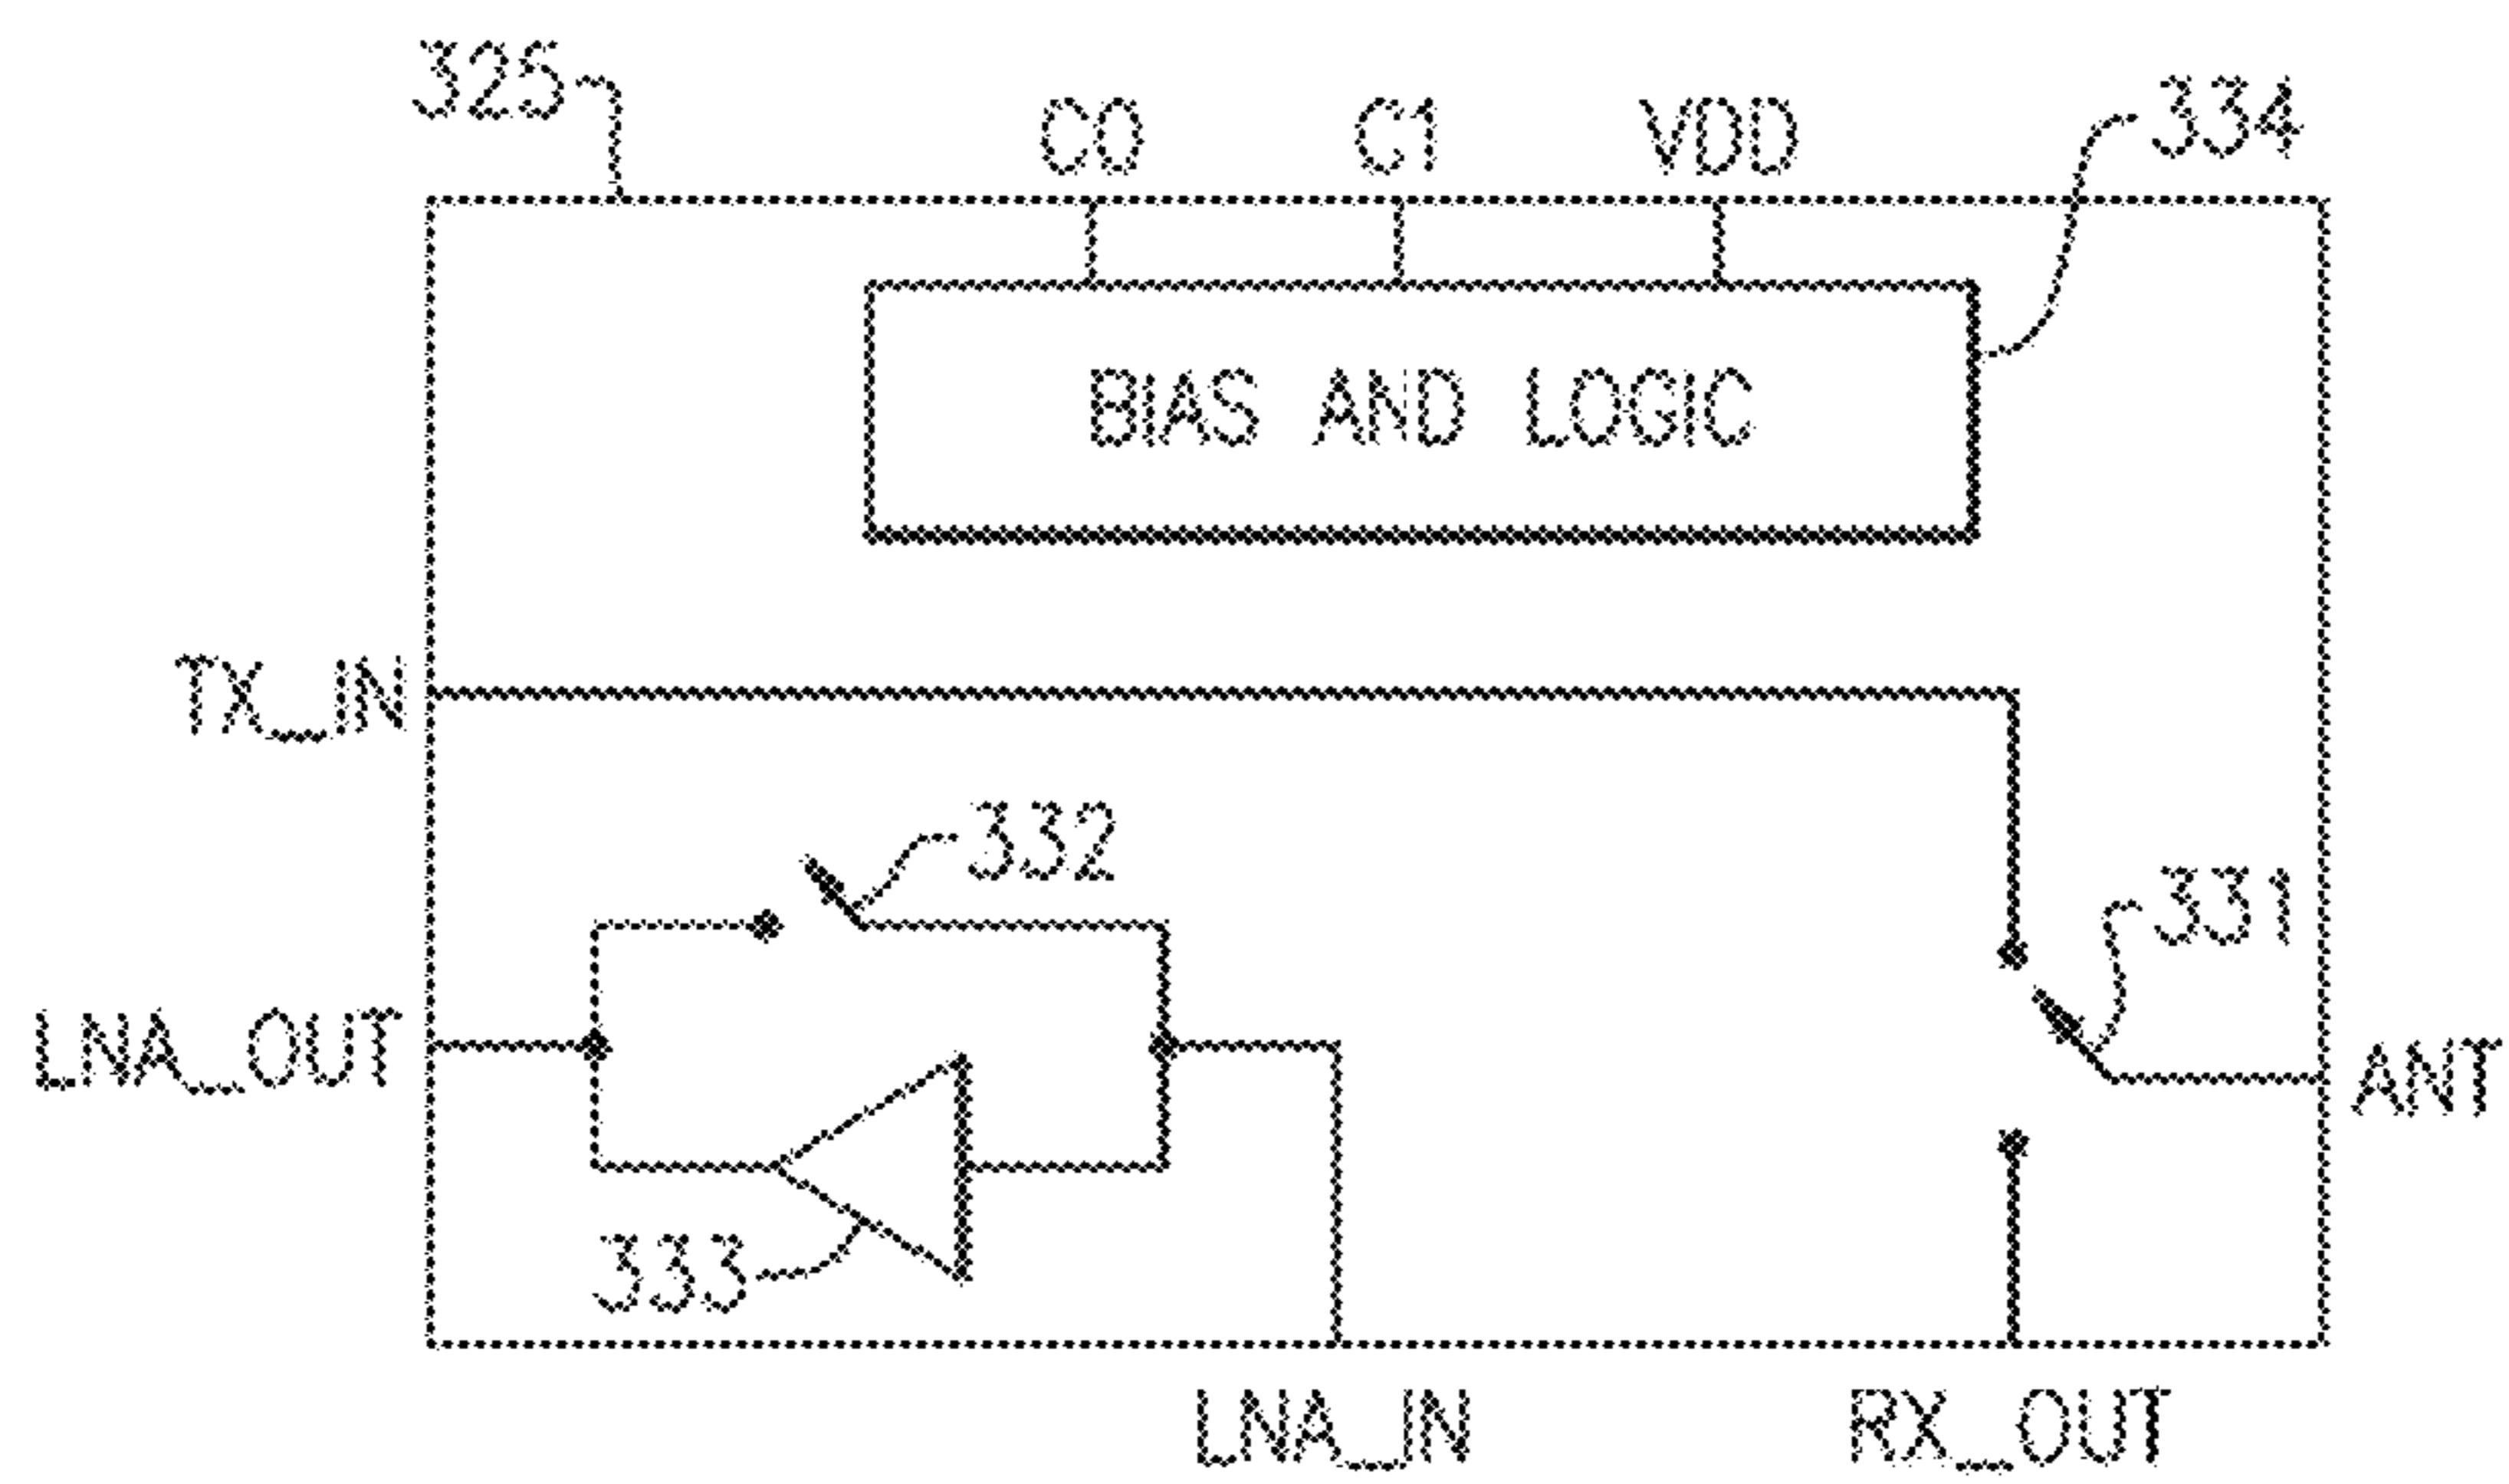 325
C0 C1 VDD
334
BIAS AND LOGIC
TX_IN
332
331
LNA_OUT
ANT
333
LNA_IN
RX_OUT